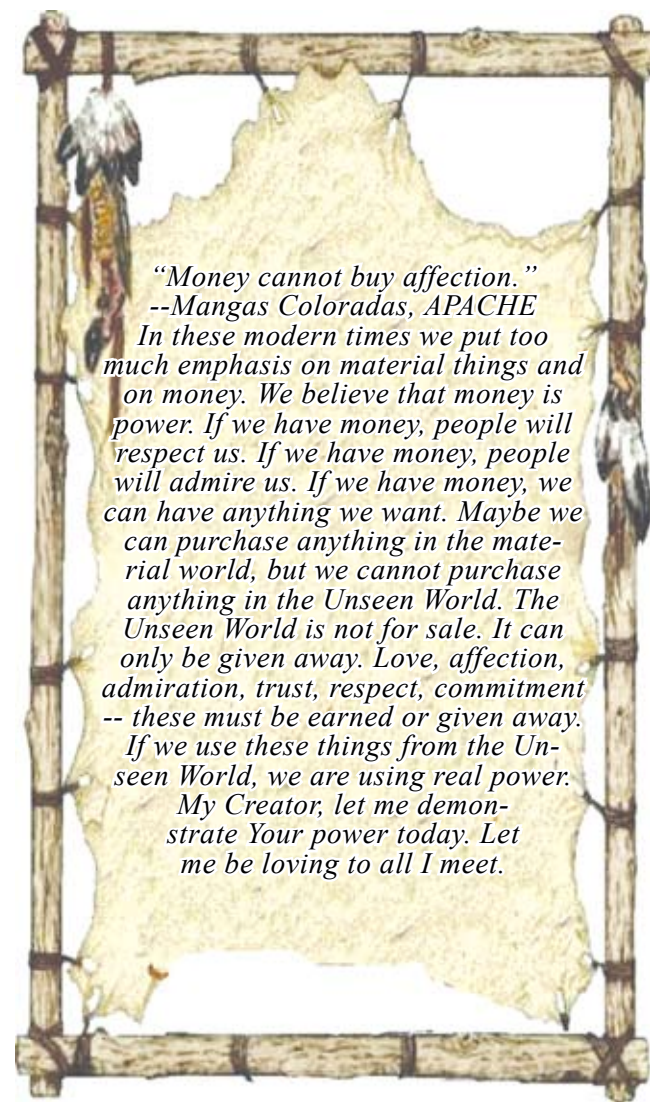 “Money cannot buy affection.”
--Mangas Coloradas, APACHE
In these modern times we put too
much emphasis on material things and
on money. We believe that money is
power. If we have money, people will
respect us. If we have money, people
will admire us. If we have money, we
can have anything we want. Maybe we
can purchase anything in the mate-
rial world, but we cannot purchase
anything in the Unseen World. The
Unseen World is not for sale. It can
only be given away. Love, affection,
admiration, trust, respect, commitment
-- these must be earned or given away.
If we use these things from the Un-
seen World, we are using real power.
My Creator, let me demon-
strate Your power today. Let
me be loving to all I meet.